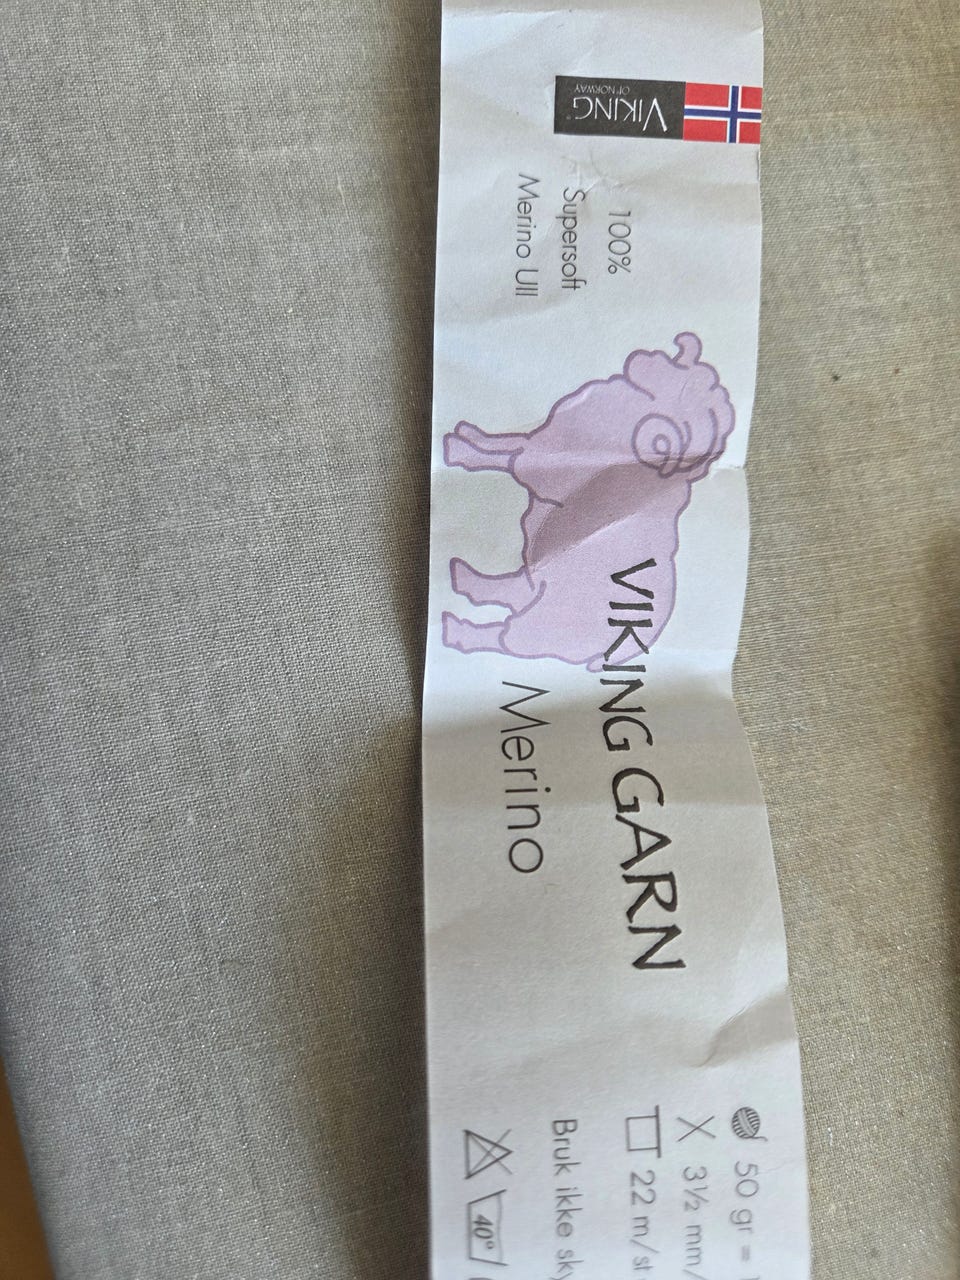 VIKING
OF NORWAY
100%
Supersoft
Merino Ull
VIKING GARN
Merino
50 gr =
3½ mm/
22 m/
Bruk ikke
40°